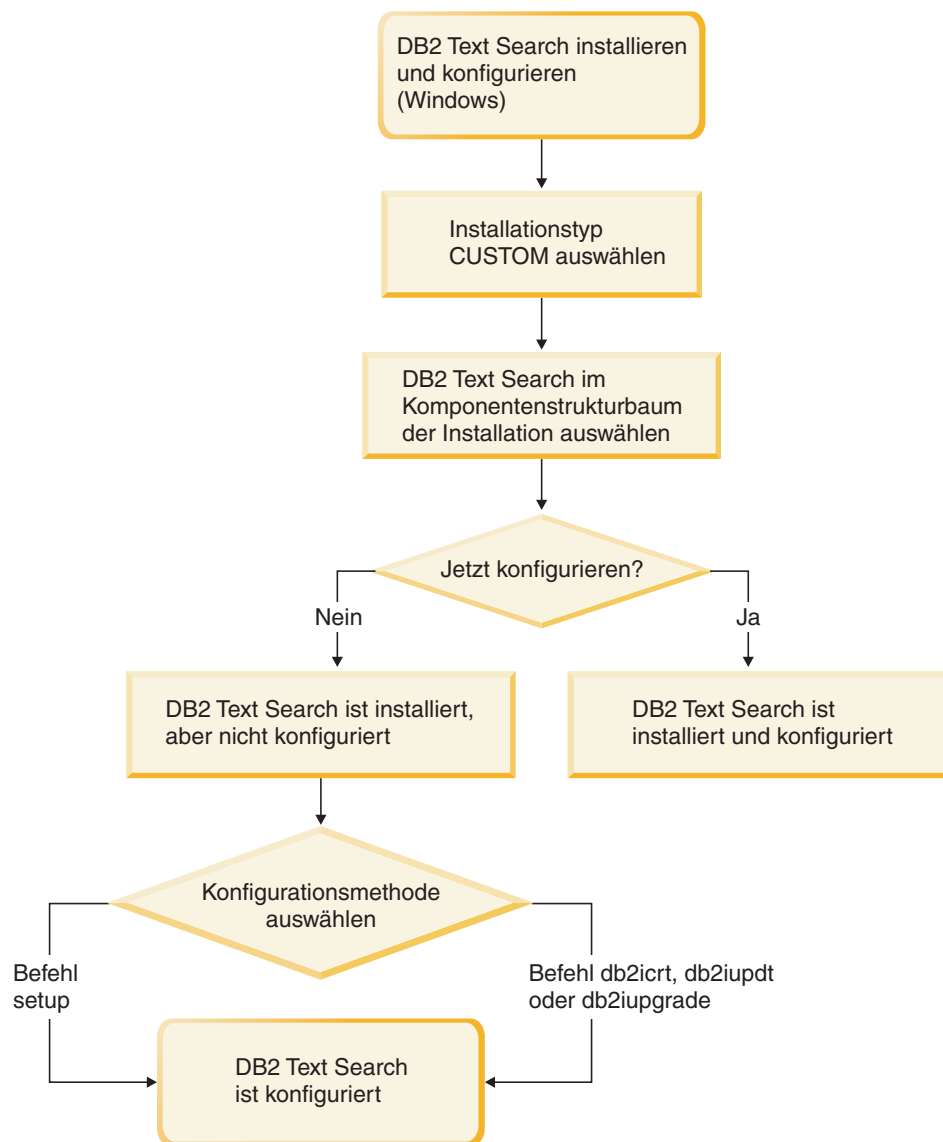 DB2 Text Search installieren
und konfigurieren
(Windows)
Installationstyp
CUSTOM auswählen
DB2 Text Search im
Komponentenstrukturbaum
der Installation auswählen
Jetzt konfigurieren?
Nein
Ja
DB2 Text Search ist installiert,
aber nicht konfiguriert
DB2 Text Search ist
installiert und konfiguriert
Konfigurationsmethode
auswählen
Befehl
setup
Befehl db2icrt, db2iupdt
oder db2iupgrade
DB2 Text Search
ist konfiguriert